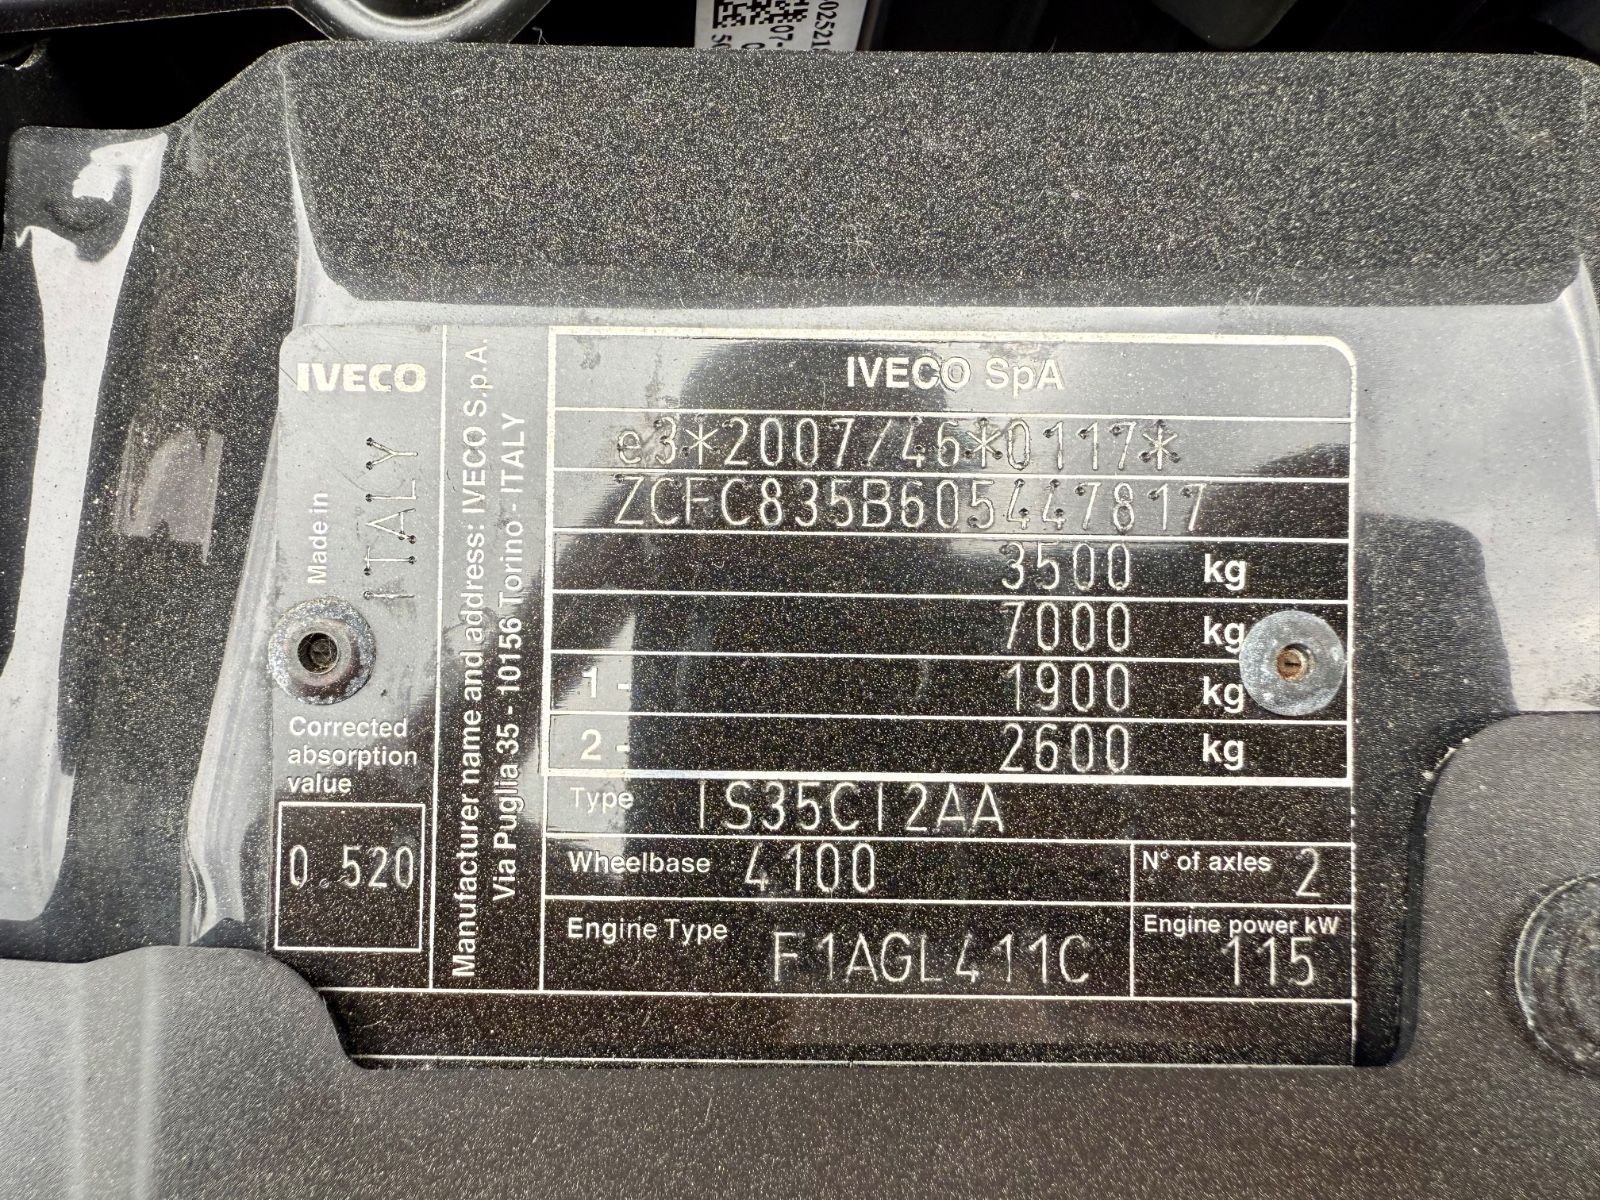 IVECO
Made in
ITALY
Corrected
absorption
value
0.520
Manufacturer name and address: IVECO S.p.A.
Via Puglia 35 - 10156 Torino - ITALY
IVECO SpA
e3*2007/46*0117*
ZCFC835B605447817
3500 kg
7000 kg
1 - 1900 kg
2 - 2600 kg
Type IS35CI2AA
Wheelbase 4100
N° of axles 2
Engine Type F1AGL411C
Engine power kW
115